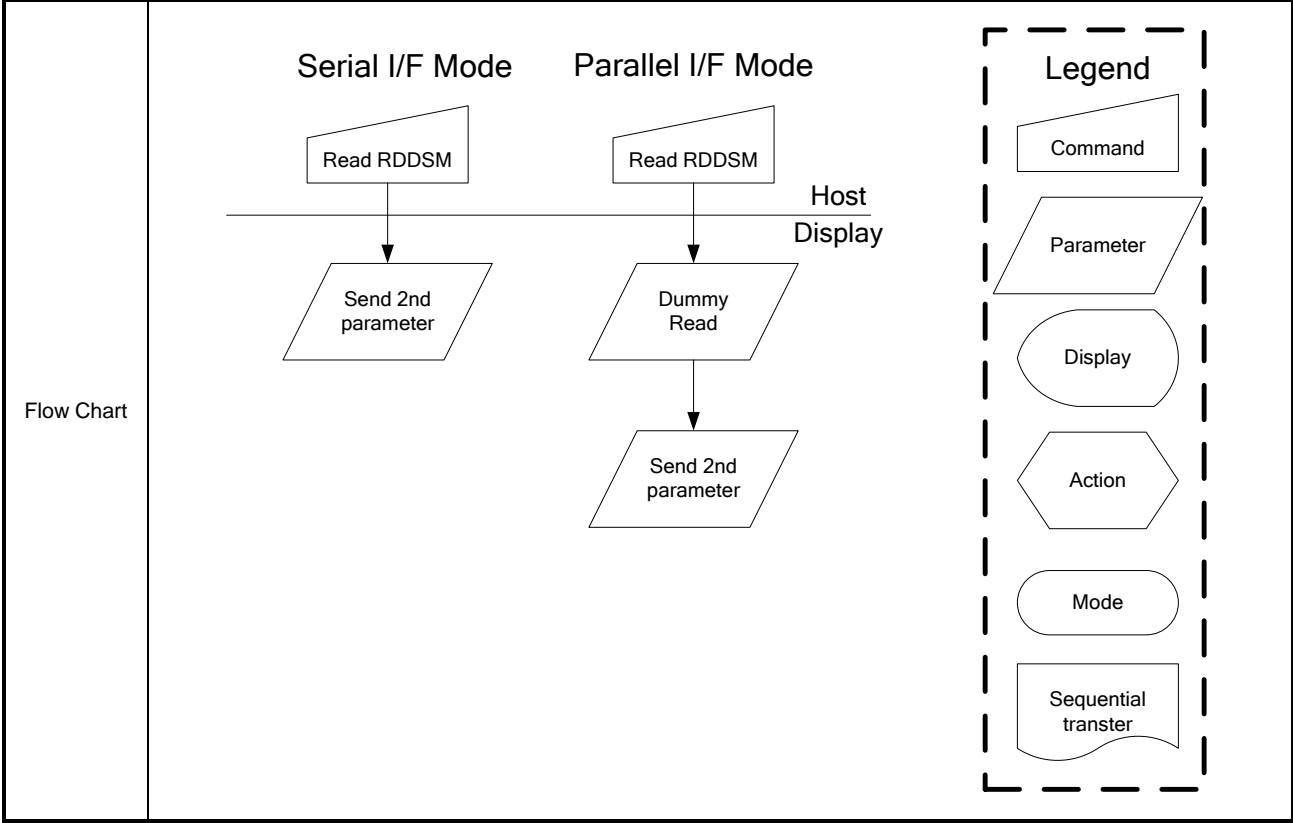 Flow Chart
Serial I/F Mode
Parallel I/F Mode
Read RDDSM
Read RDDSM
Host
Display
Send 2nd
parameter
Dummy
Read
Send 2nd
parameter
Legend
Command
Parameter
Display
Action
Mode
Sequential
transter